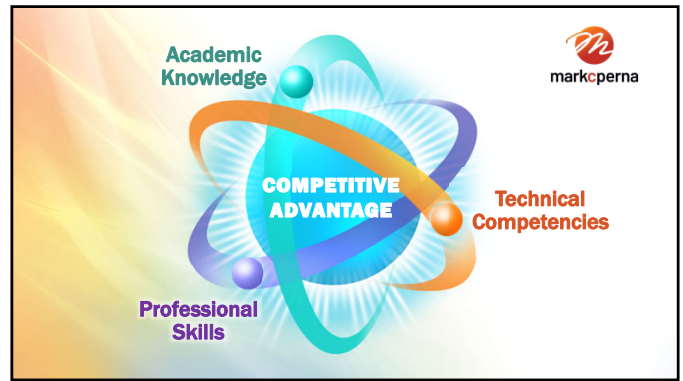 Academic
Knowledge
markcperna
COMPETITIVE
ADVANTAGE
Technical
Competencies
Professional
Skills